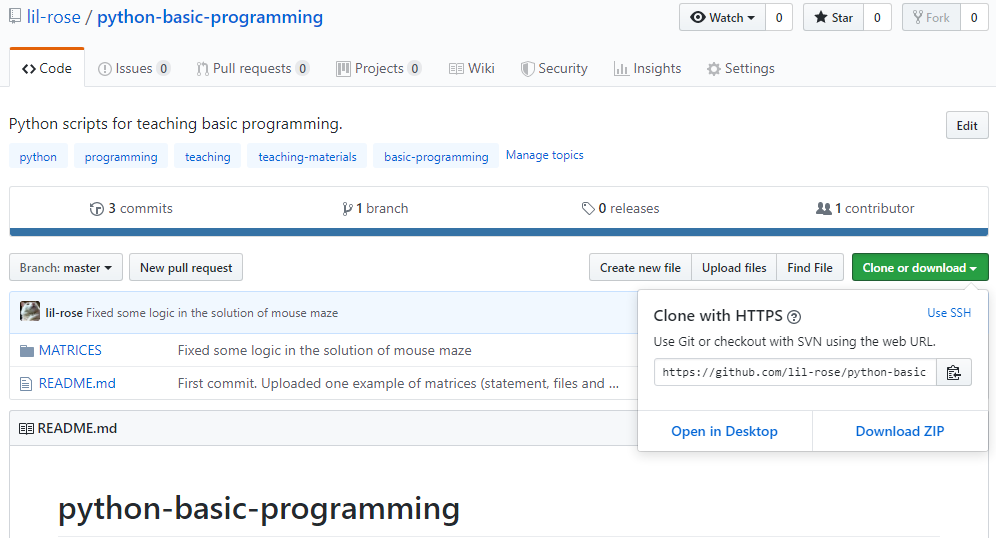 lil-rose / python-basic-programming
Watch 0 Star 0 Fork 0
Code Issues 0 Pull requests 0 Projects 0 Wiki Security Insights Settings
Python scripts for teaching basic programming.
Edit
python programming teaching teaching-materials basic-programming Manage topics
3 commits 1 branch 0 releases 1 contributor
Branch: master New pull request Create new file Upload files Find File Clone or download
lil-rose Fixed some logic in the solution of mouse maze
MATRICES Fixed some logic in the solution of mouse maze
README.md First commit. Uploaded one example of matrices (statement, files and ...
Clone with HTTPS ? Use SSH
Use Git or checkout with SVN using the web URL.
https://github.com/lil-rose/python-basic
Open in Desktop Download ZIP
README.md
python-basic-programming